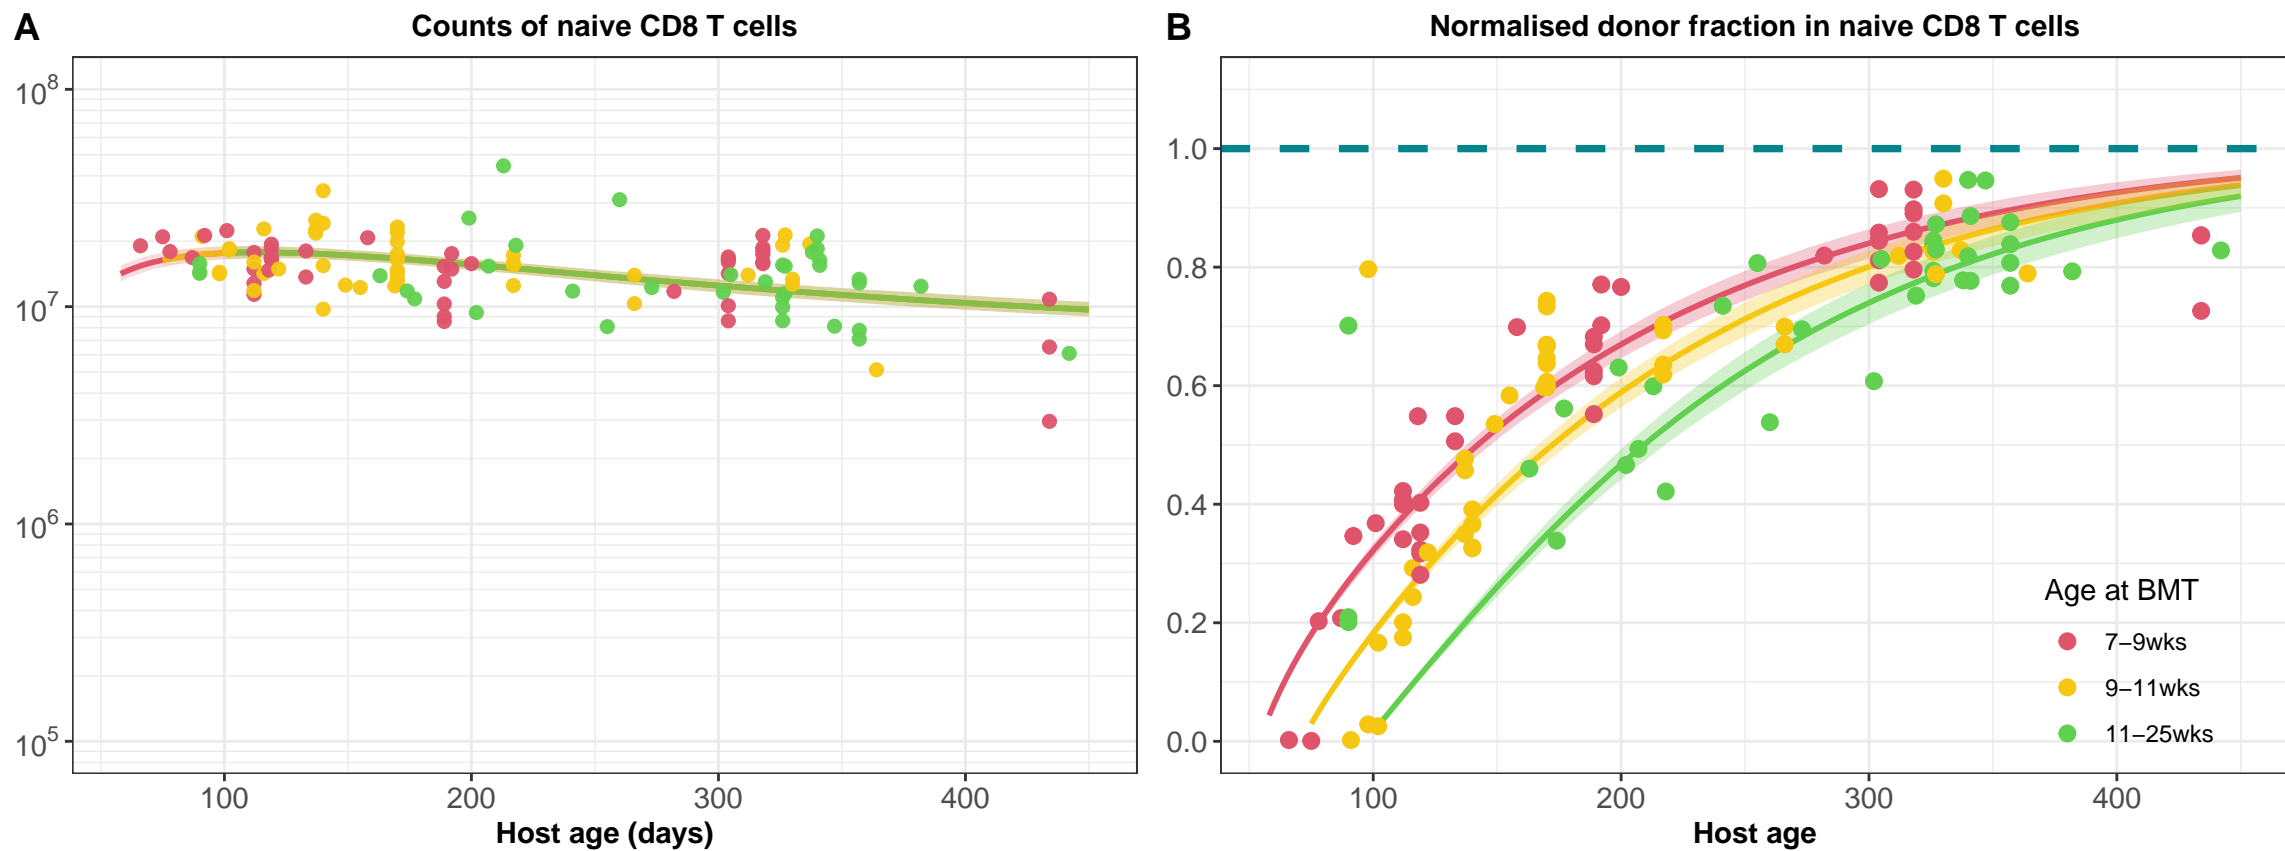 A
Counts of naive CD8 T cells
10^8
10^7
10^6
10^5
100
200
300
400
Host age (days)
B
Normalised donor fraction in naive CD8 T cells
1.0
0.8
0.6
0.4
0.2
0.0
Age at BMT
7–9wks
9–11wks
11–25wks
100
200
300
400
Host age